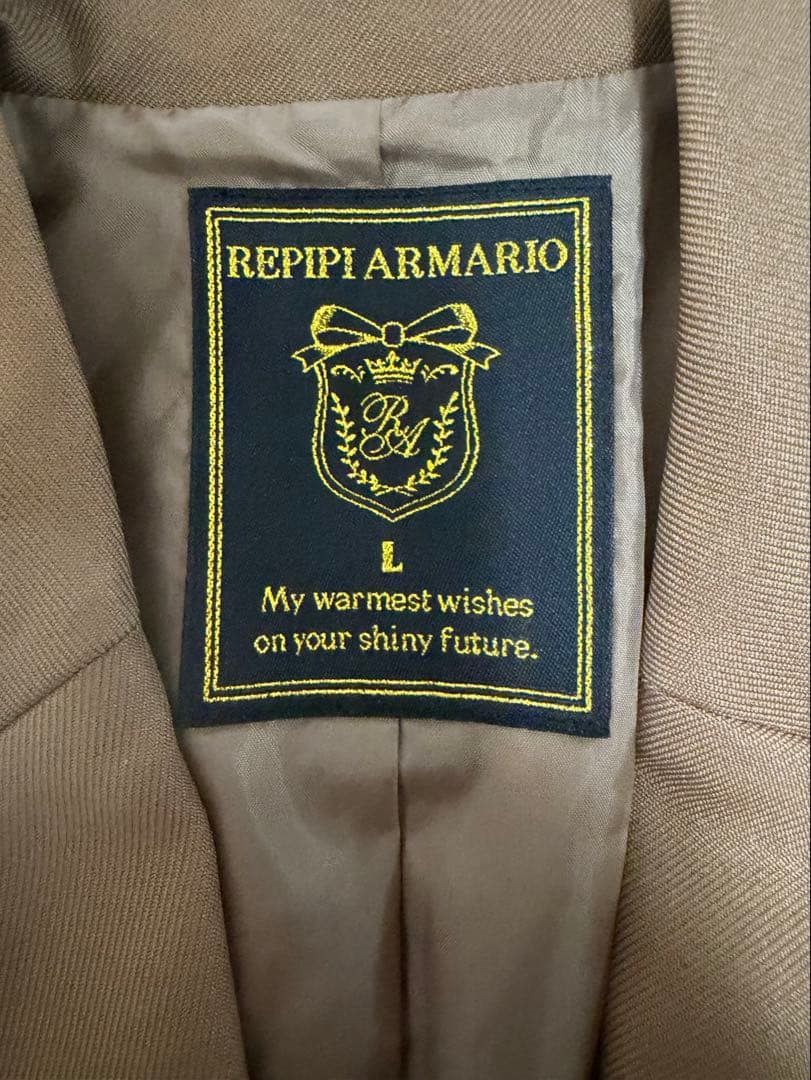 REPIPI ARMARIO
RA
L
My warmest wishes
on your shiny future.